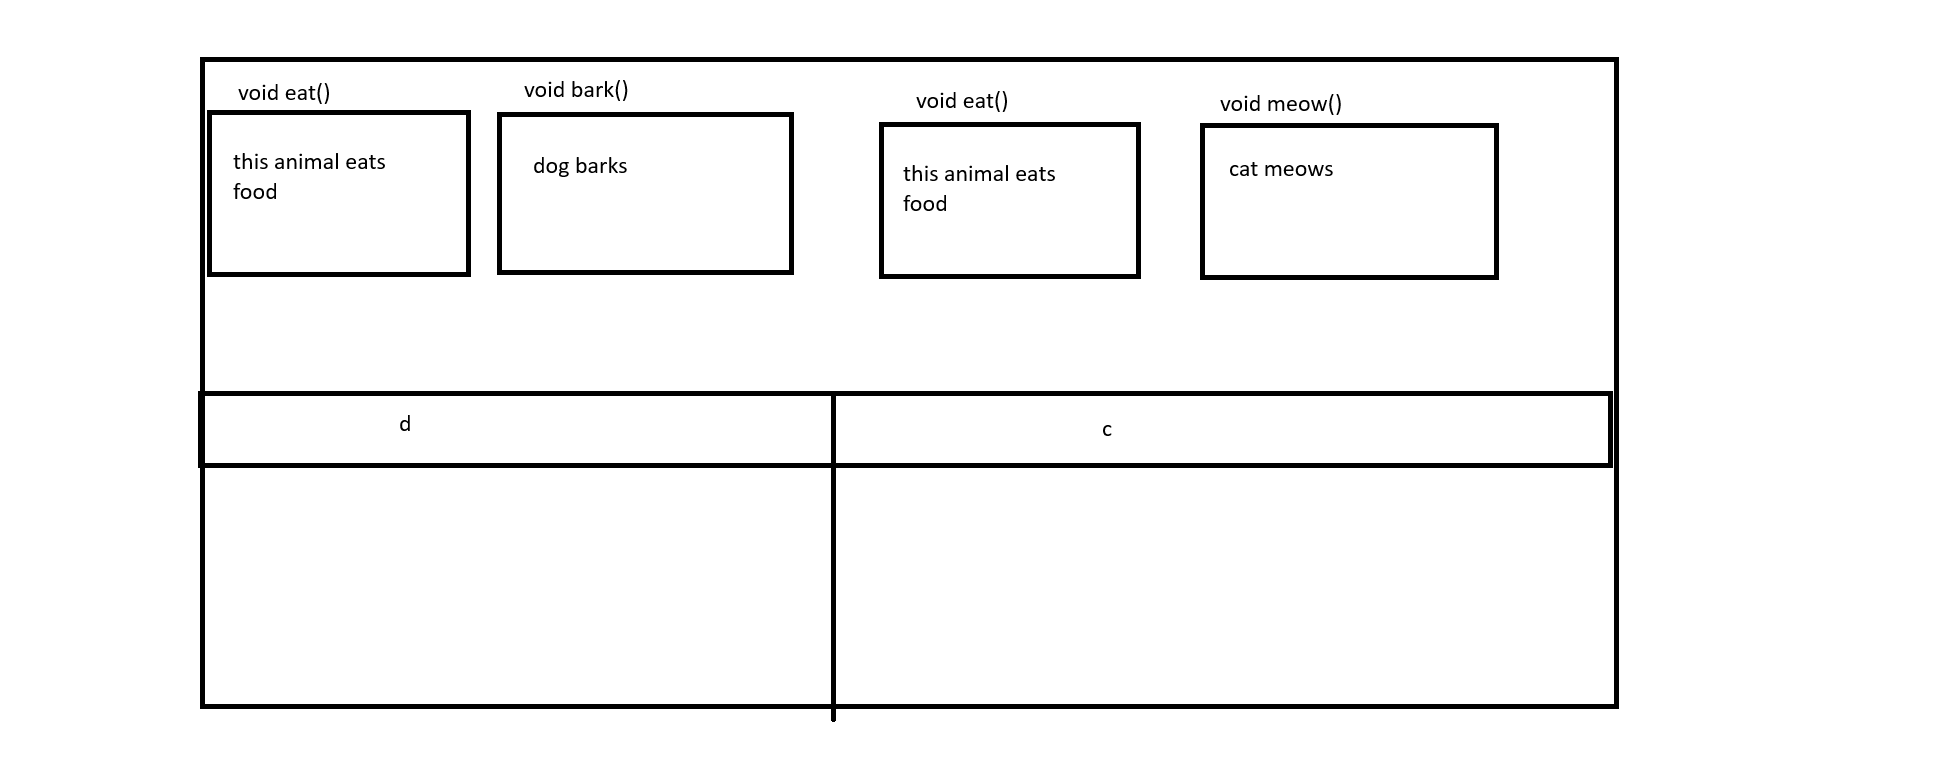 void eat()
void bark()
void eat()
void meow()
this animal eats
food
dog barks
this animal eats
food
cat meows
d
c